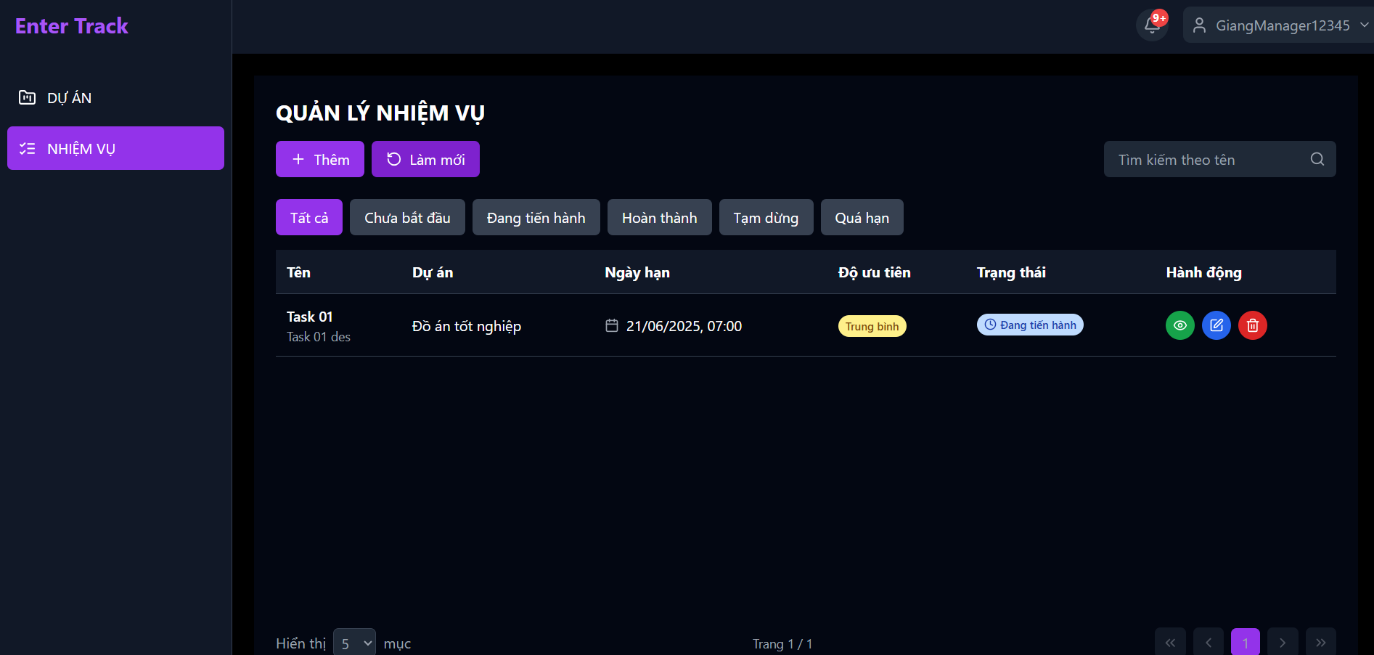 Enter Track
9+
GiangManager12345
DỰ ÁN
NHIỆM VỤ
QUẢN LÝ NHIỆM VỤ
Thêm Làm mới Tìm kiếm theo tên
Tất cả Chưa bắt đầu Đang tiến hành Hoàn thành Tạm dừng Quá hạn
Tên Dự án Ngày hạn Độ ưu tiên Trạng thái Hành động
Task 01
Task 01 des
Đồ án tốt nghiệp 21/06/2025, 07:00 Trung bình Đang tiến hành
Hiển thị 5 mục Trang 1 / 1 « ‹ 1 › »